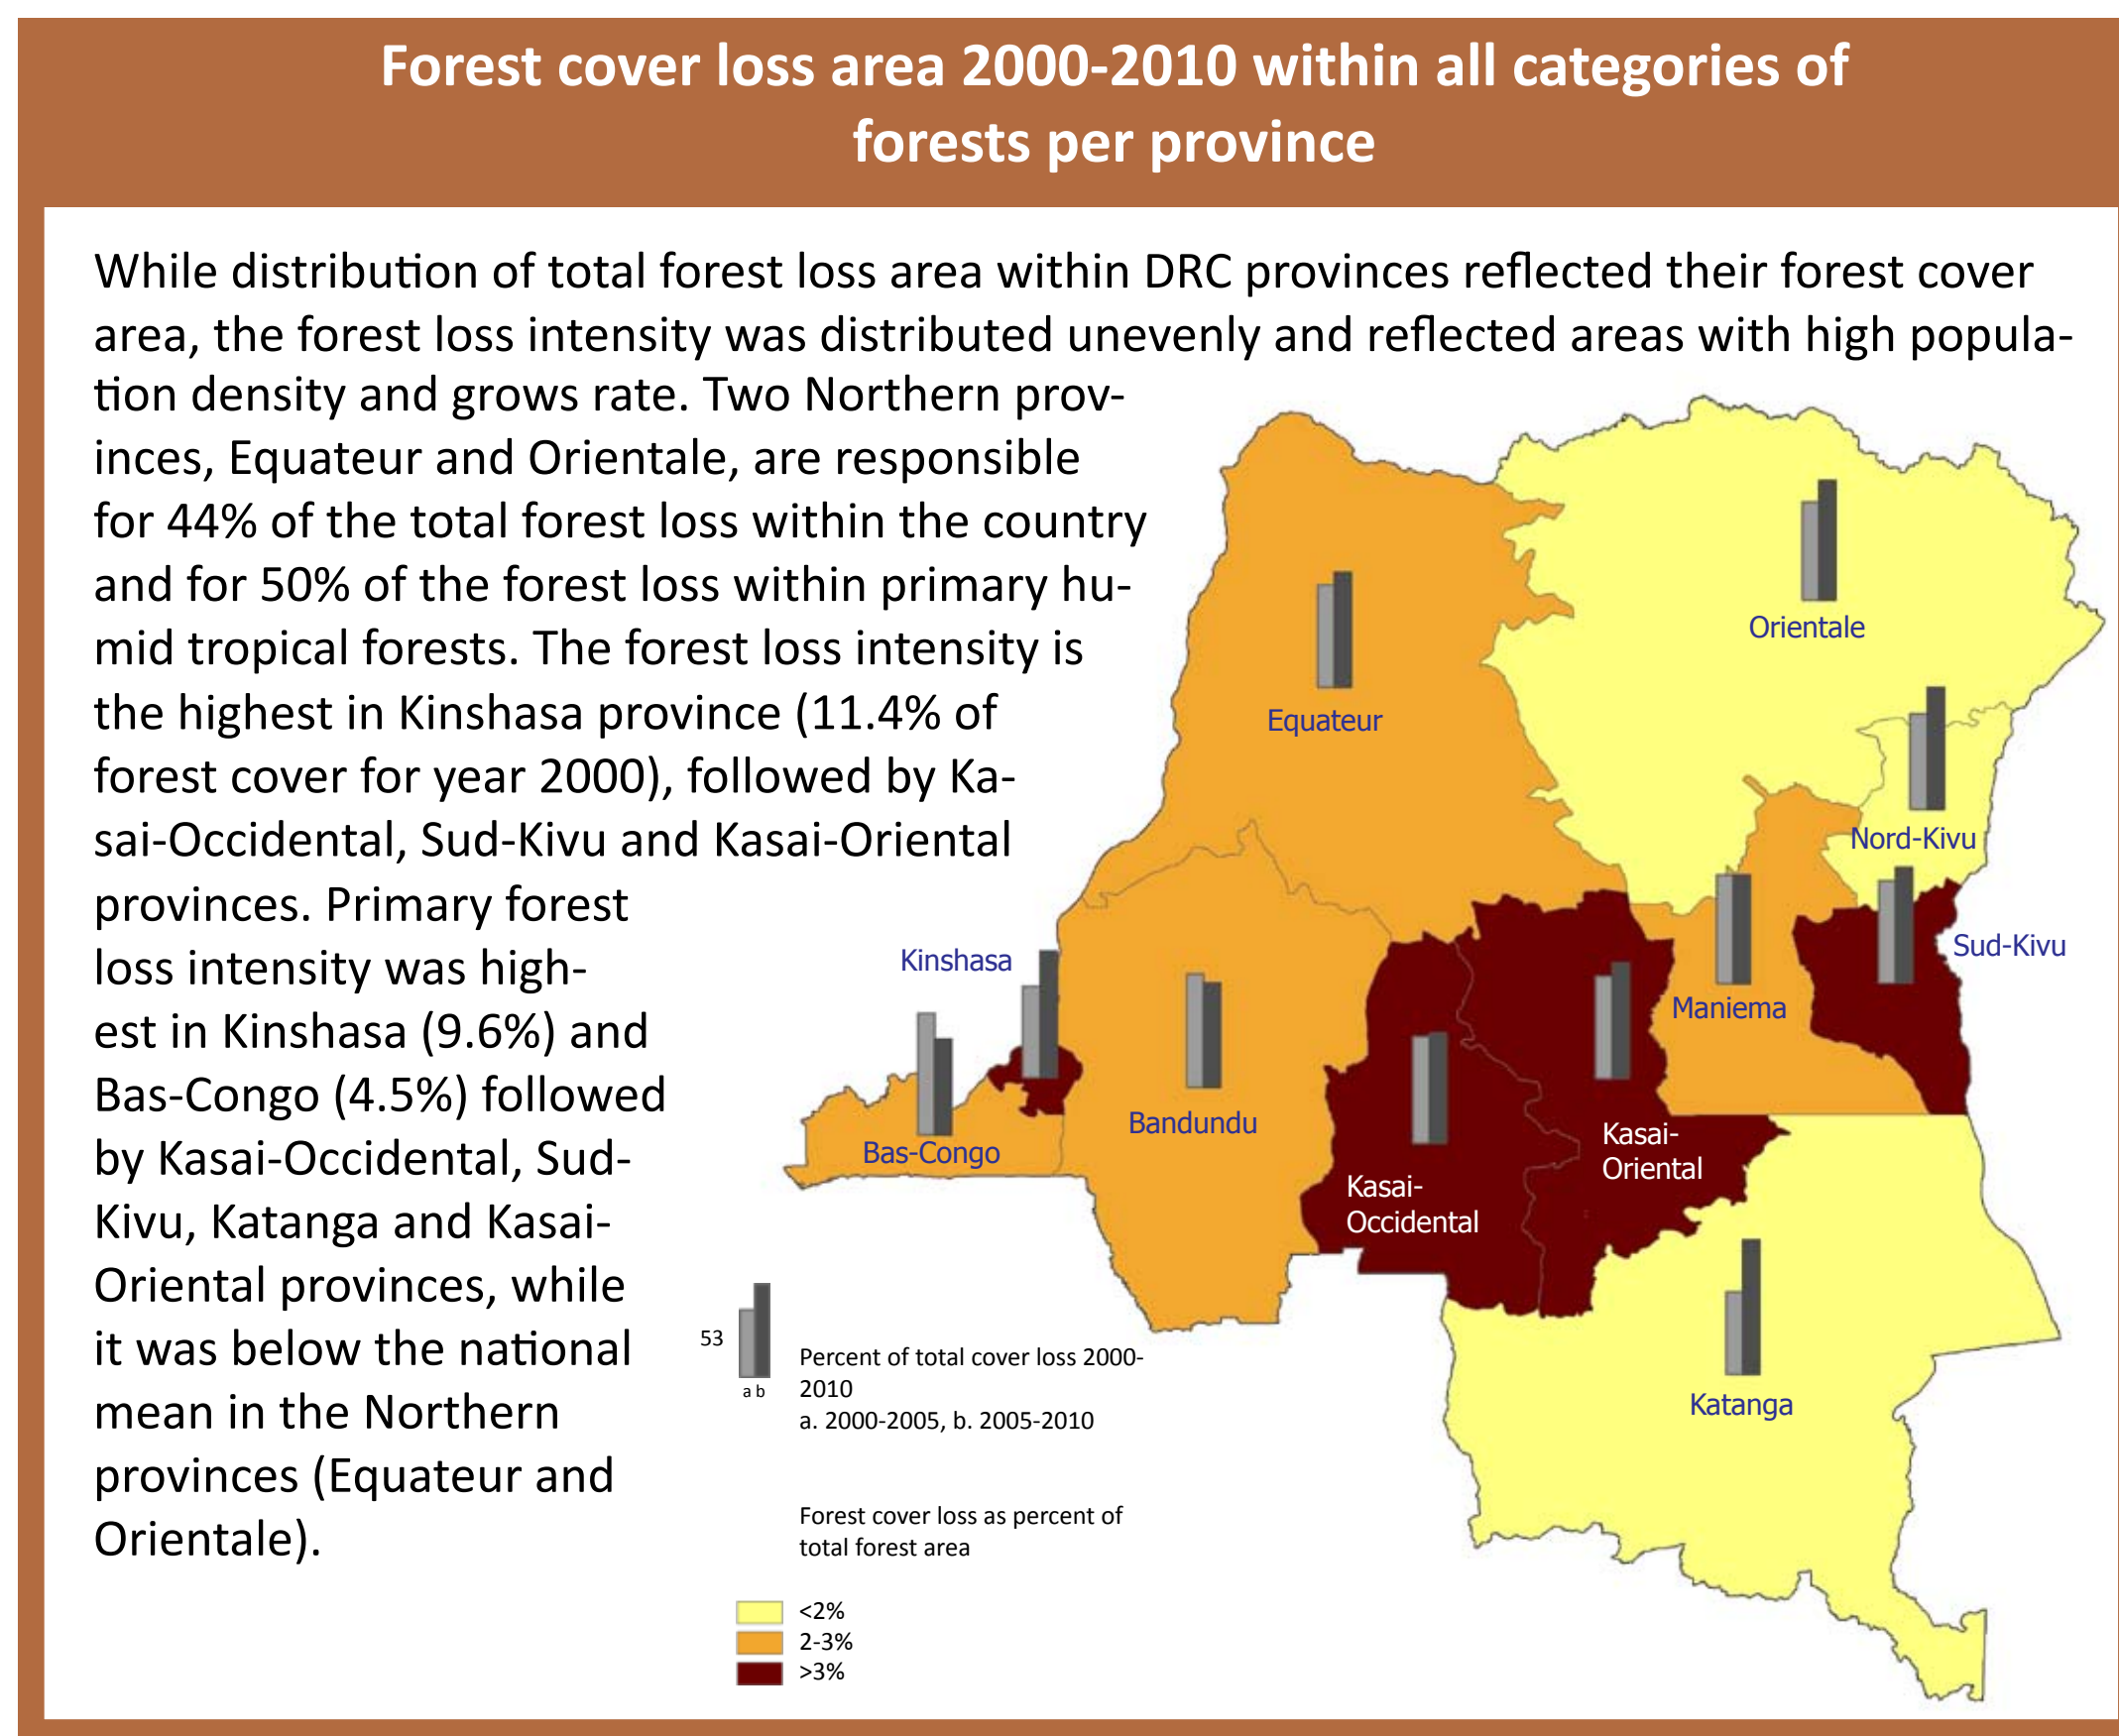 Forest cover loss area 2000-2010 within all categories of
forests per province
While distribution of total forest loss area within DRC provinces reflected their forest cover
area, the forest loss intensity was distributed unevenly and reflected areas with high popula-
tion density and grows rate. Two Northern prov-
inces, Equateur and Orientale, are responsible
for 44% of the total forest loss within the country
and for 50% of the forest loss within primary hu-
mid tropical forests. The forest loss intensity is
the highest in Kinshasa province (11.4% of
forest cover for year 2000), followed by Ka-
sai-Occidental, Sud-Kivu and Kasai-Oriental
provinces. Primary forest
loss intensity was high-
est in Kinshasa (9.6%) and
Bas-Congo (4.5%) followed
by Kasai-Occidental, Sud-
Kivu, Katanga and Kasai-
Oriental provinces, while
it was below the national
mean in the Northern
provinces (Equateur and
Orientale).
Orientale
Equateur
Nord-Kivu
Kinshasa
Sud-Kivu
Maniema
Bandundu
Bas-Congo
Kasai-
Oriental
Kasai-
Occidental
Katanga
53
a b
Percent of total cover loss 2000-
2010
a. 2000-2005, b. 2005-2010
Forest cover loss as percent of
total forest area
<2%
2-3%
>3%